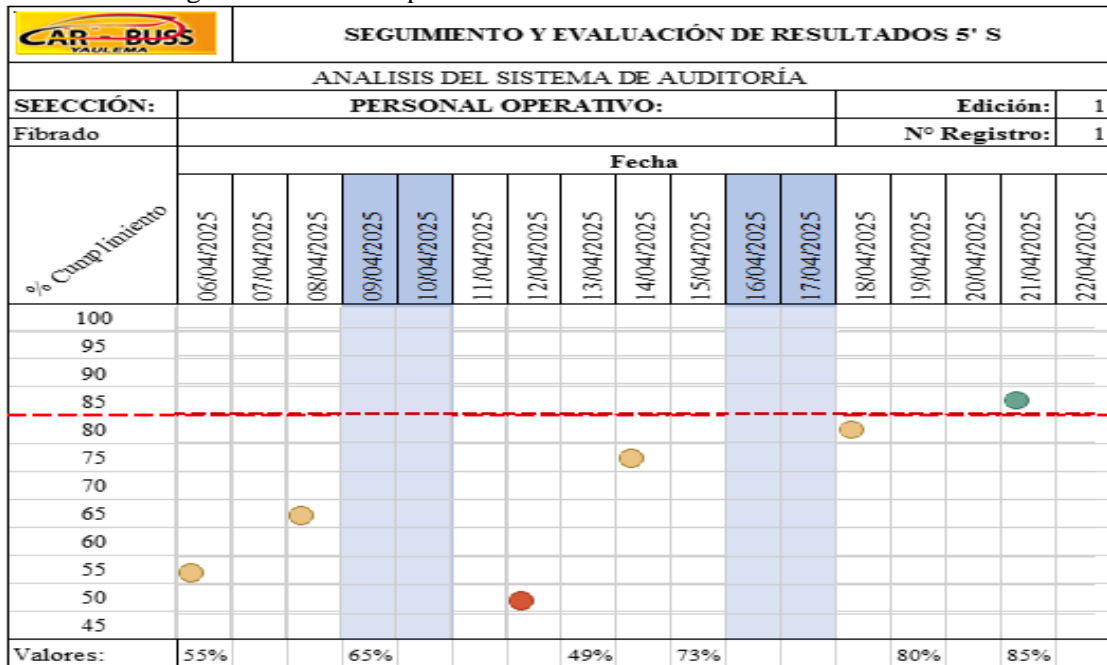 CAR - BUSS
YAULEMA
SEGUIMIENTO Y EVALUACIÓN DE RESULTADOS 5' S
ANALISIS DEL SISTEMA DE AUDITORÍA
SEECCIÓN: PERSONAL OPERATIVO: Edición: 1
Fibrado N° Registro: 1
% Cumplimiento
Fecha
06/04/2025 07/04/2025 08/04/2025 09/04/2025 10/04/2025 11/04/2025 12/04/2025 13/04/2025 14/04/2025 15/04/2025 16/04/2025 17/04/2025 18/04/2025 19/04/2025 20/04/2025 21/04/2025 22/04/2025
100
95
90
85
80
75
70
65
60
55
50
45
Valores: 55% 65% 49% 73% 80% 85%